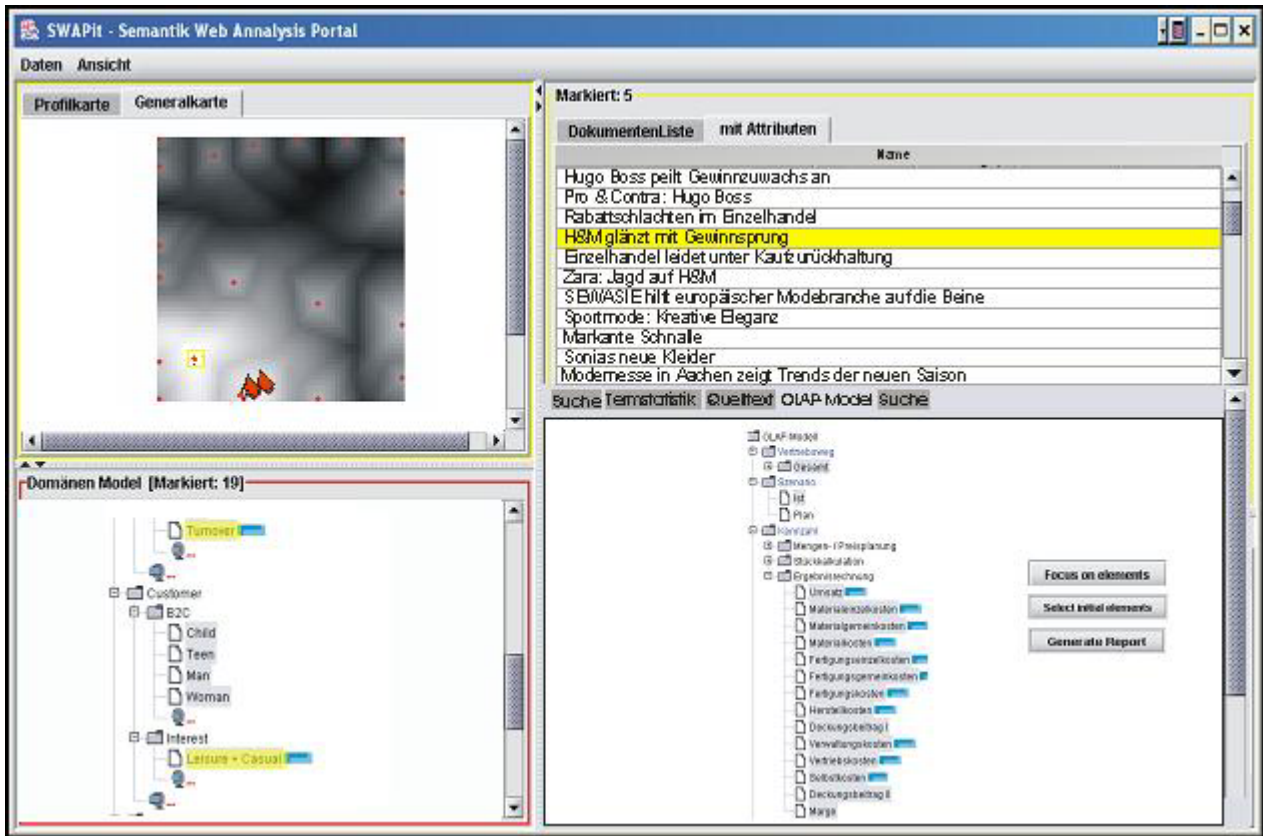 SWAPit - Semantik Web Annalysis Portal
Daten Ansicht
Profilkarte Generalkarte
Markiert: 5
DokumentenListe mit Attributen
Name
Hugo Boss peilt Gewinnzuwachs an
Pro & Contra: Hugo Boss
Rabattschlachten im Einzelhandel
H&M glänzt mit Gewinnsprung
Einzelhandel leidet unter Kaufzurückhaltung
Zara: Jagd auf H&M
SEWASIE hilft europäischer Modebranche auf die Beine
Sportmode: Kreative Eleganz
Markante Schnalle
Sonias neue Kleider
Modemesse in Aachen zeigt Trends der neuen Saison
Suche Termstatistik Quelltext OLAP-Model Suche
Domänen Model [Markiert: 19]
Turnover
Customer
B2C
Child
Teen
Man
Woman
Interest
Leisure + Casual
OLAP-Modell
Vertriebsweg
Gesamt
Szenario
Ist
Plan
Kennzahl
Mengen- / Preisplanung
Stückkalkulation
Ergebnisrechnung
Umsatz
Materialeinzelkosten
Materialgemeinkosten
Materialkosten
Fertigungseinzelkosten
Fertigungsgemeinkosten
Fertigungskosten
Herstellkosten
Deckungsbeitrag I
Verwaltungskosten
Vertriebskosten
Selbstkosten
Deckungsbeitrag II
Marge
Focus on elements
Select initial elements
Generate Report